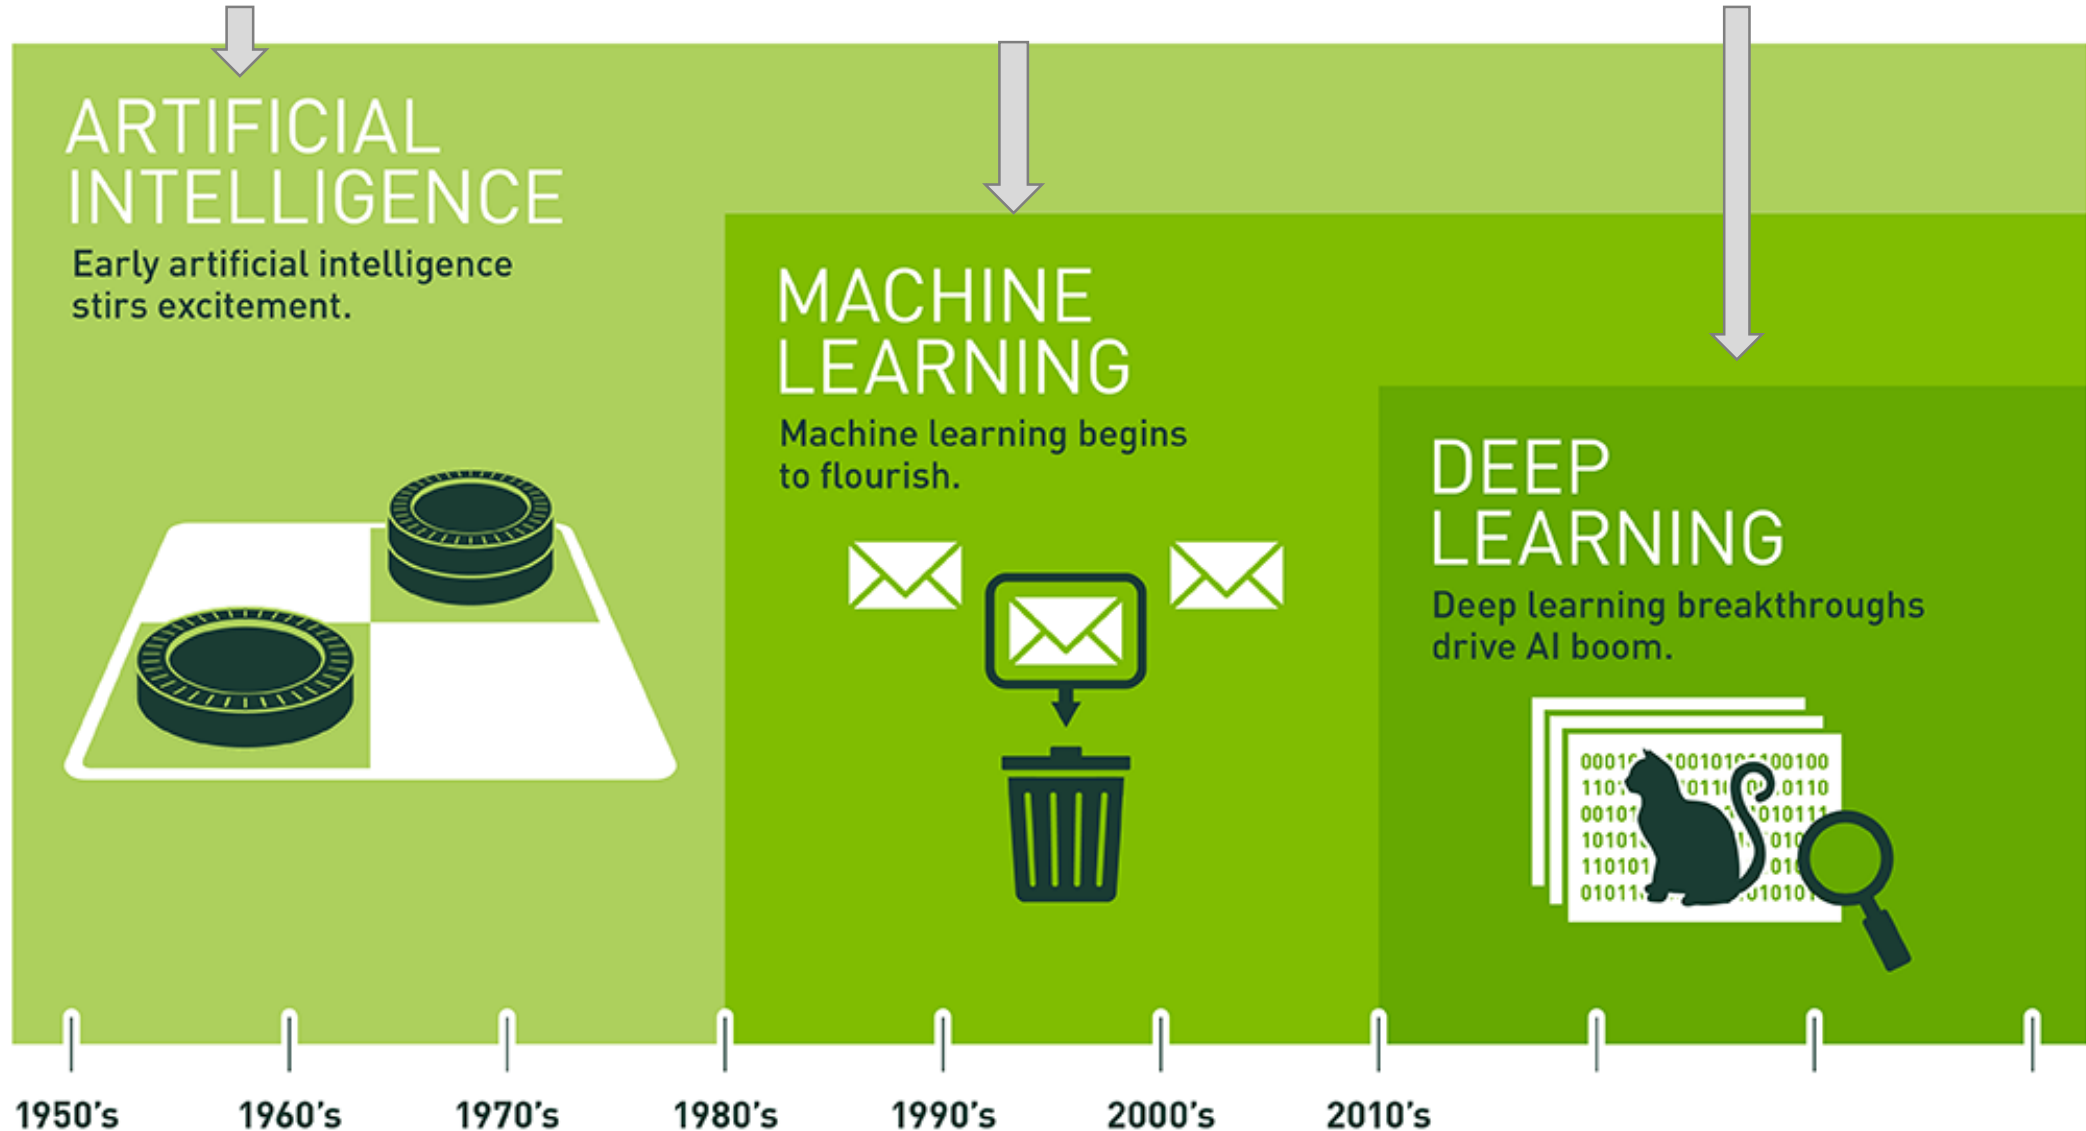 ARTIFICIAL
INTELLIGENCE
Early artificial intelligence
stirs excitement.
MACHINE
LEARNING
Machine learning begins
to flourish.
DEEP
LEARNING
Deep learning breakthroughs
drive AI boom.
1950's
1960's
1970's
1980's
1990's
2000's
2010's